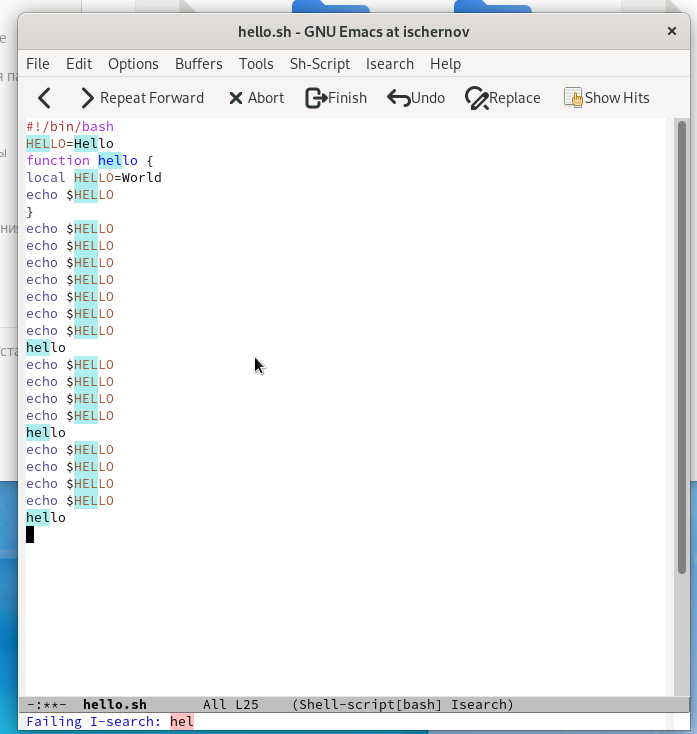 hello.sh - GNU Emacs at ischernov
File Edit Options Buffers Tools Sh-Script Isearch Help
Repeat Forward Abort Finish Undo Replace Show Hits
#!/bin/bash
HELLO=Hello
function hello {
local HELLO=World
echo $HELLO
}
echo $HELLO
echo $HELLO
echo $HELLO
echo $HELLO
echo $HELLO
echo $HELLO
echo $HELLO
hello
echo $HELLO
echo $HELLO
echo $HELLO
echo $HELLO
hello
echo $HELLO
echo $HELLO
echo $HELLO
echo $HELLO
hello
-:**- hello.sh All L25 (Shell-script[bash] Isearch)
Failing I-search: hel